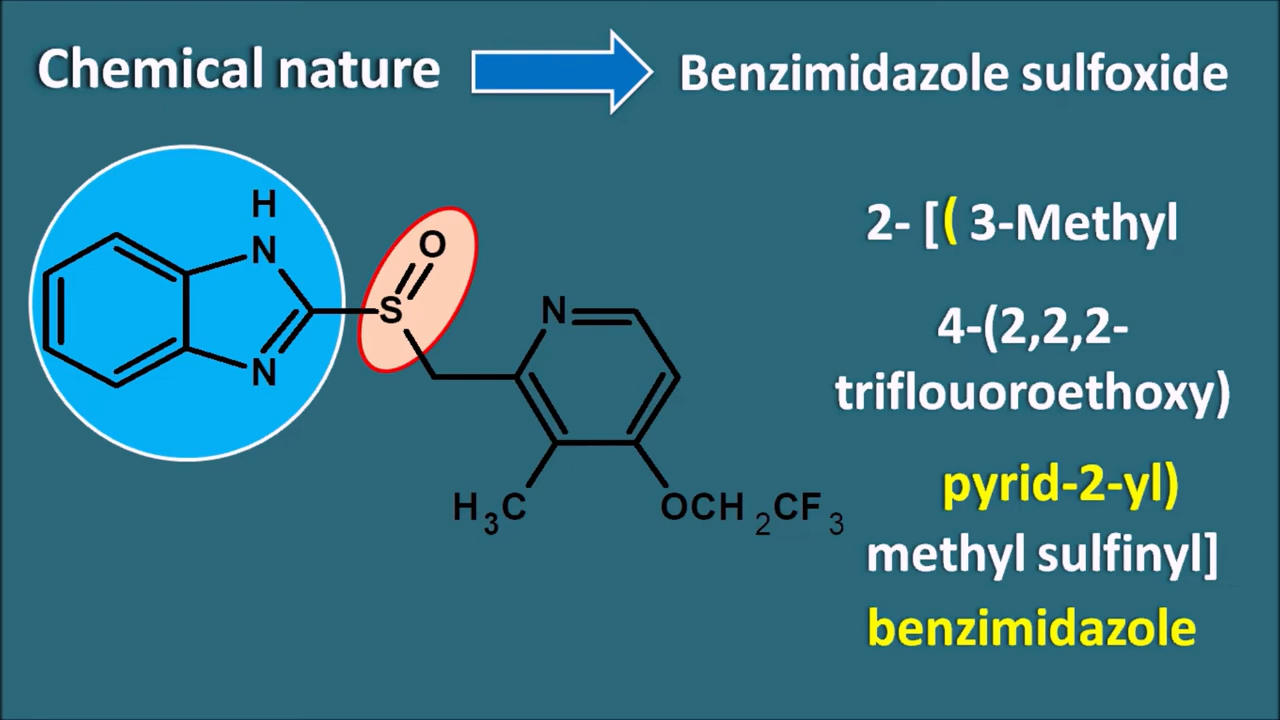 Chemical nature
Benzimidazole sulfoxide
2- [( 3-Methyl
4-(2,2,2-
triflouoroethoxy)
pyrid-2-yl)
methyl sulfinyl]
benzimidazole
H
N
N
S
O
N
H3C
OCH2CF3